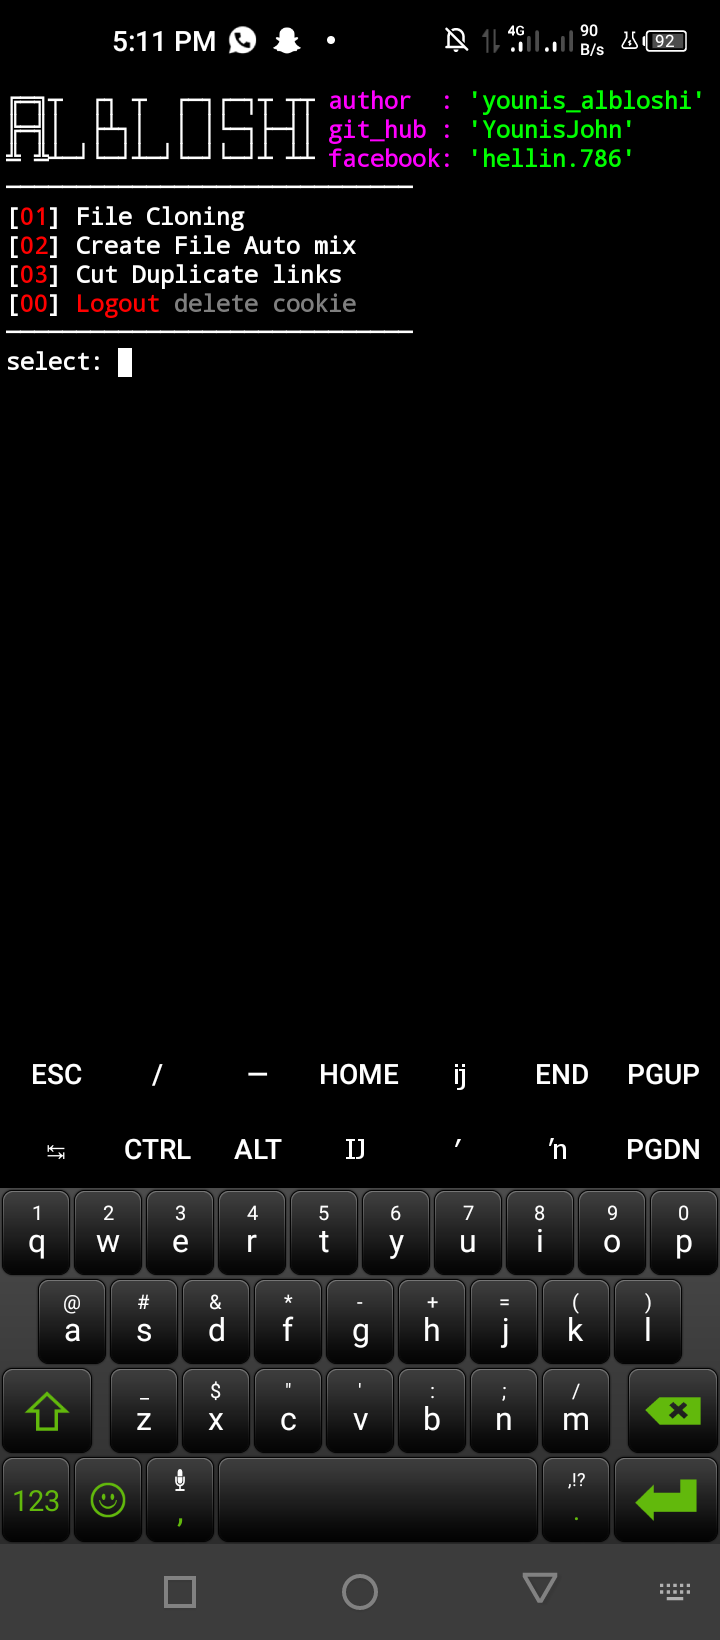 5:11 PM 4G 90 B/s 92
ALBLOSHI
author : 'younis_albloshi'
git_hub : 'YounisJohn'
facebook: 'hellin.786'
[01] File Cloning
[02] Create File Auto mix
[03] Cut Duplicate links
[00] Logout delete cookie
select:
ESC / — HOME ij END PGUP
↹ CTRL ALT IJ ′ ŉ PGDN
1 2 3 4 5 6 7 8 9 0
q w e r t y u i o p
@ # & * - + = ( )
a s d f g h j k l
_ $ " ' : ; /
z x c v b n m
,!?
123 , .